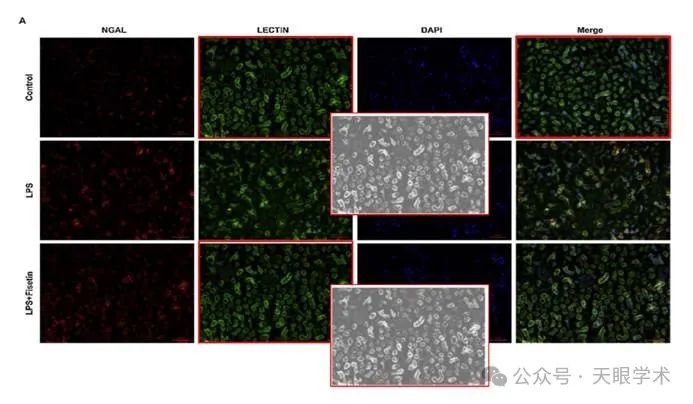 A
NGAL LECTIN DAPI Merge
Control
LPS
LPS+Fisetin
公众号 · 天眼学术